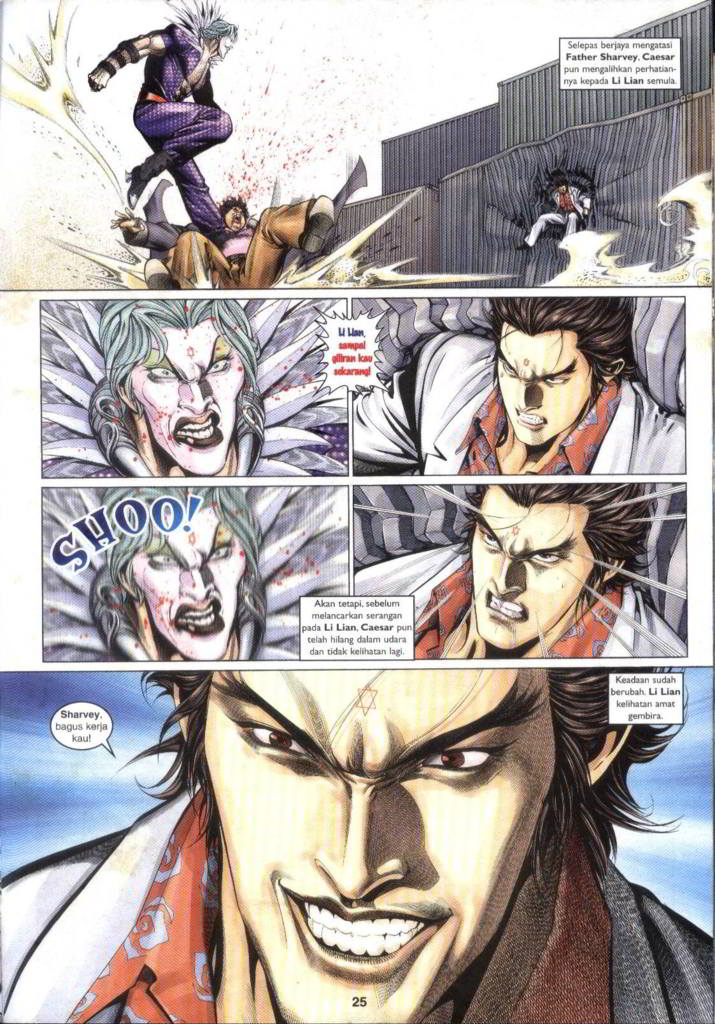 Selepas berjaya mengatasi
Father Sharvey, Caesar
pun mengalihkan perhatian-
nya kepada Li Lian semula.
Li Lian,
sampai
giliran kau
sekarang!
SHOO!
Akan tetapi, sebelum
melancarkan serangan
pada Li Lian, Caesar pun
telah hilang dalam udara
dan tidak kelihatan lagi.
Keadaan sudah
berubah. Li Lian
kelihatan amat
gembira.
Sharvey,
bagus kerja
kau!
25